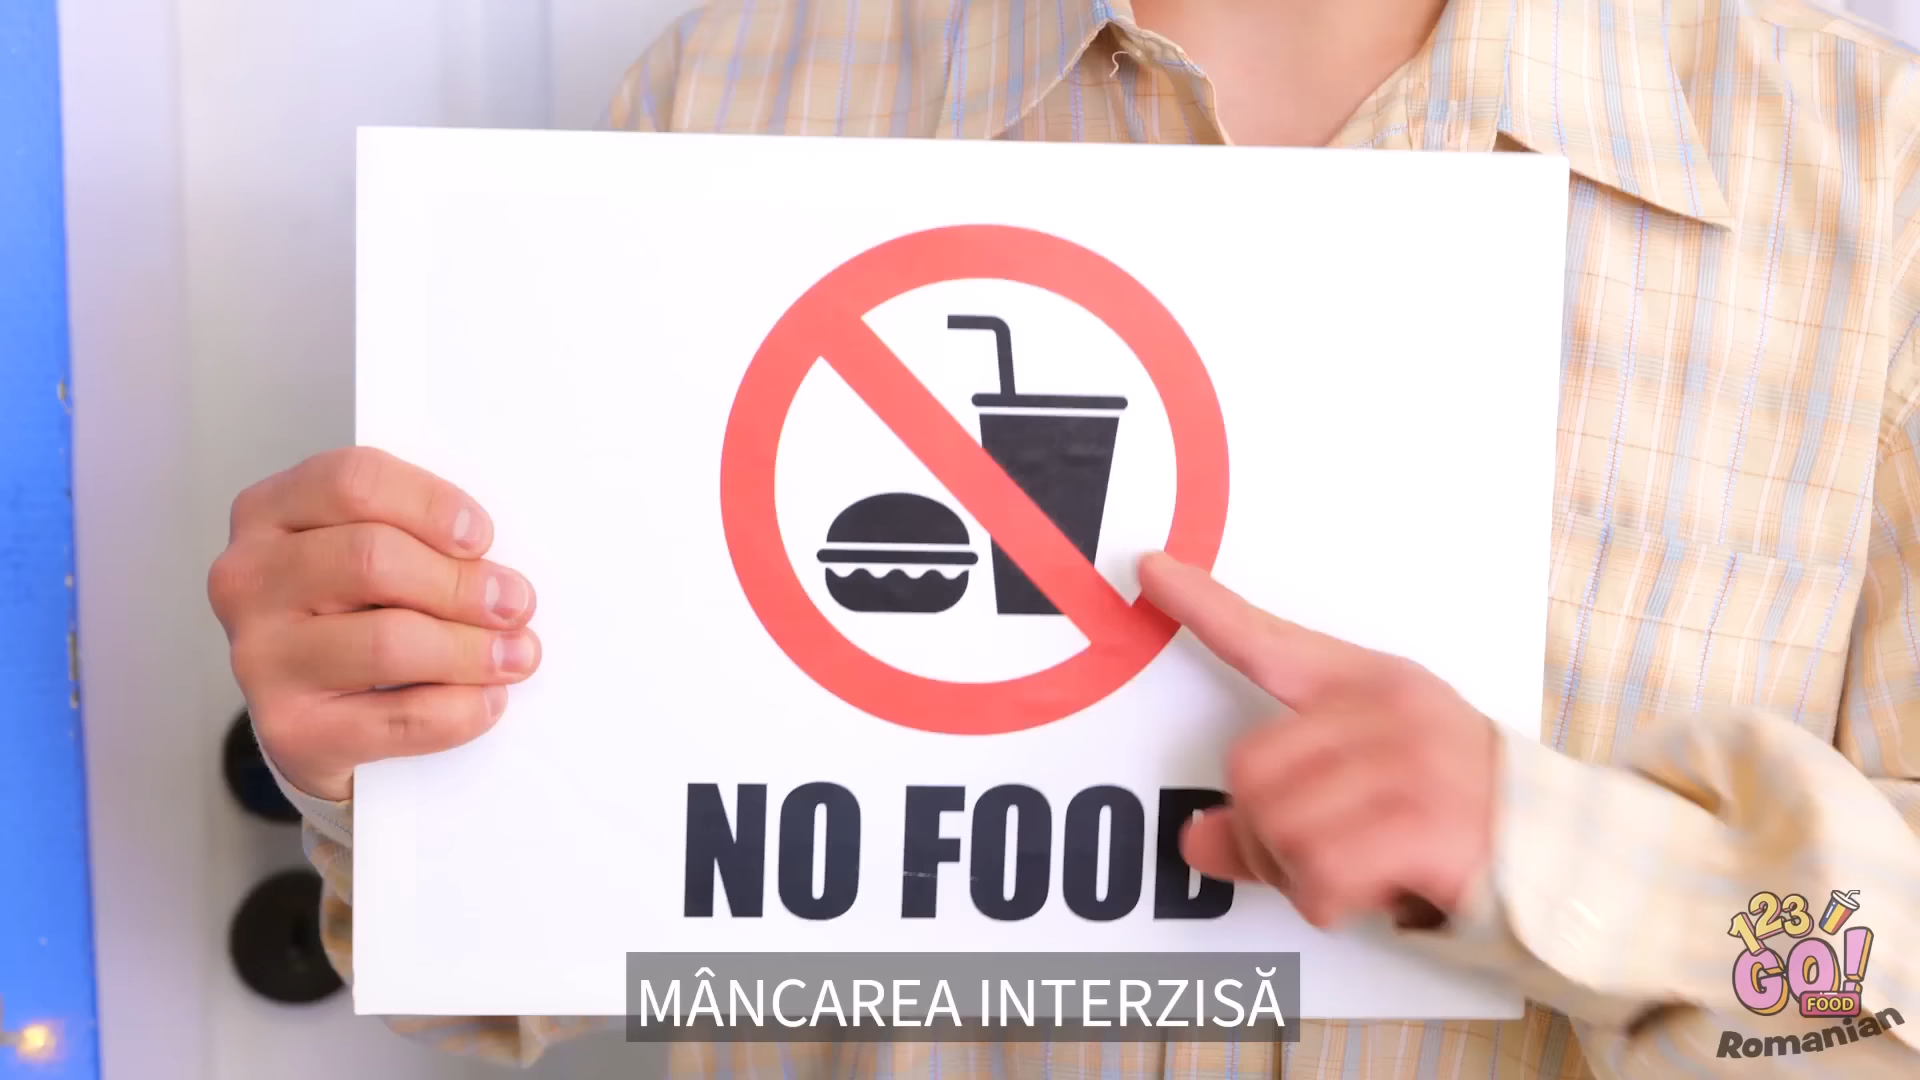 NO FOOD
MÂNCAREA INTERZISĂ
123
GO!
FOOD
Romanian